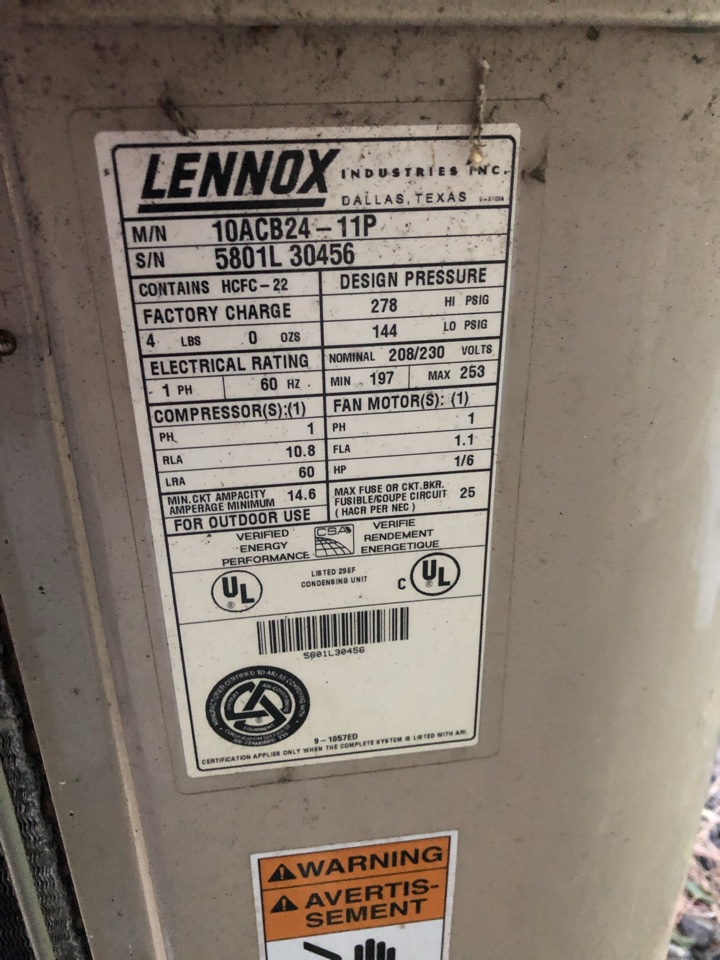 LENNOX INDUSTRIES INC.
DALLAS, TEXAS
M/N 10ACB24-11P
S/N 5801L 30456
CONTAINS HCFC-22
FACTORY CHARGE
4 LBS 0 OZS
DESIGN PRESSURE
278 HI PSIG
144 LO PSIG
ELECTRICAL RATING
1 PH 60 HZ
NOMINAL 208/230 VOLTS
MIN 197 MAX 253
COMPRESSOR(S):(1)
PH 1
RLA 10.8
LRA 60
FAN MOTOR(S): (1)
PH 1
FLA 1.1
HP 1/6
MIN.CKT AMPACITY 14.6
AMPERAGE MINIMUM
MAX FUSE OR CKT.BKR. 25
FUSIBLE/COUPE CIRCUIT
(HACR PER NEC)
FOR OUTDOOR USE
VERIFIED
ENERGY
PERFORMANCE
CSA
VERIFIE
RENDEMENT
ENERGETIQUE
UL
®
LISTED 29EF
CONDENSING UNIT
C UL
®
5801L30456
9-1057ED
CERTIFICATION APPLIES ONLY WHEN THE COMPLETE SYSTEM IS LISTED WITH ARI.
WARNING
AVERTIS-
SEMENT